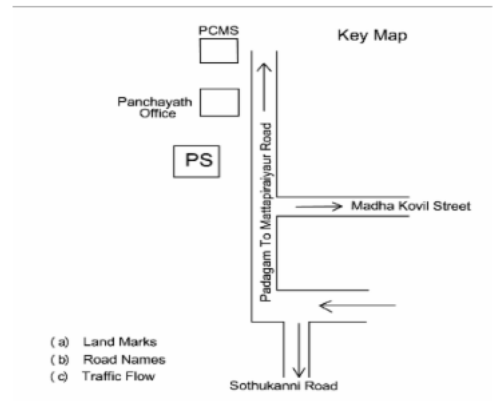 PCMS
Key Map
Panchayath
Office
PS
Padagam To Mattapiraiyaur Road
Madha Kovil Street
(a) Land Marks
(b) Road Names
(c) Traffic Flow
Sothukanni Road